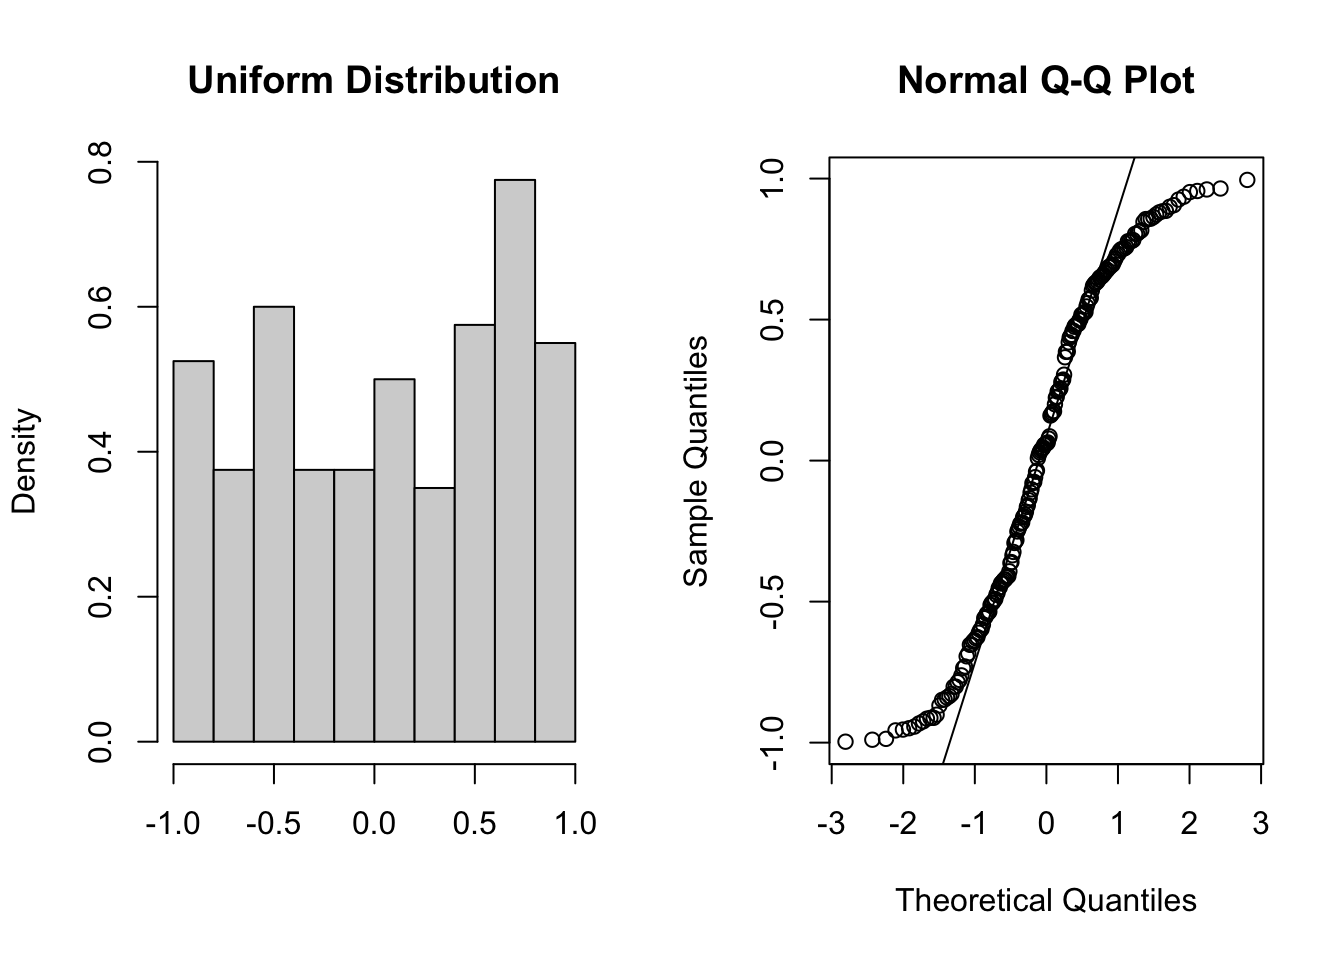 Uniform Distribution
Density
0.8
0.6
0.4
0.2
0.0
-1.0 -0.5 0.0 0.5 1.0
Normal Q-Q Plot
Sample Quantiles
1.0
0.5
0.0
-0.5
-1.0
-3 -2 -1 0 1 2 3
Theoretical Quantiles